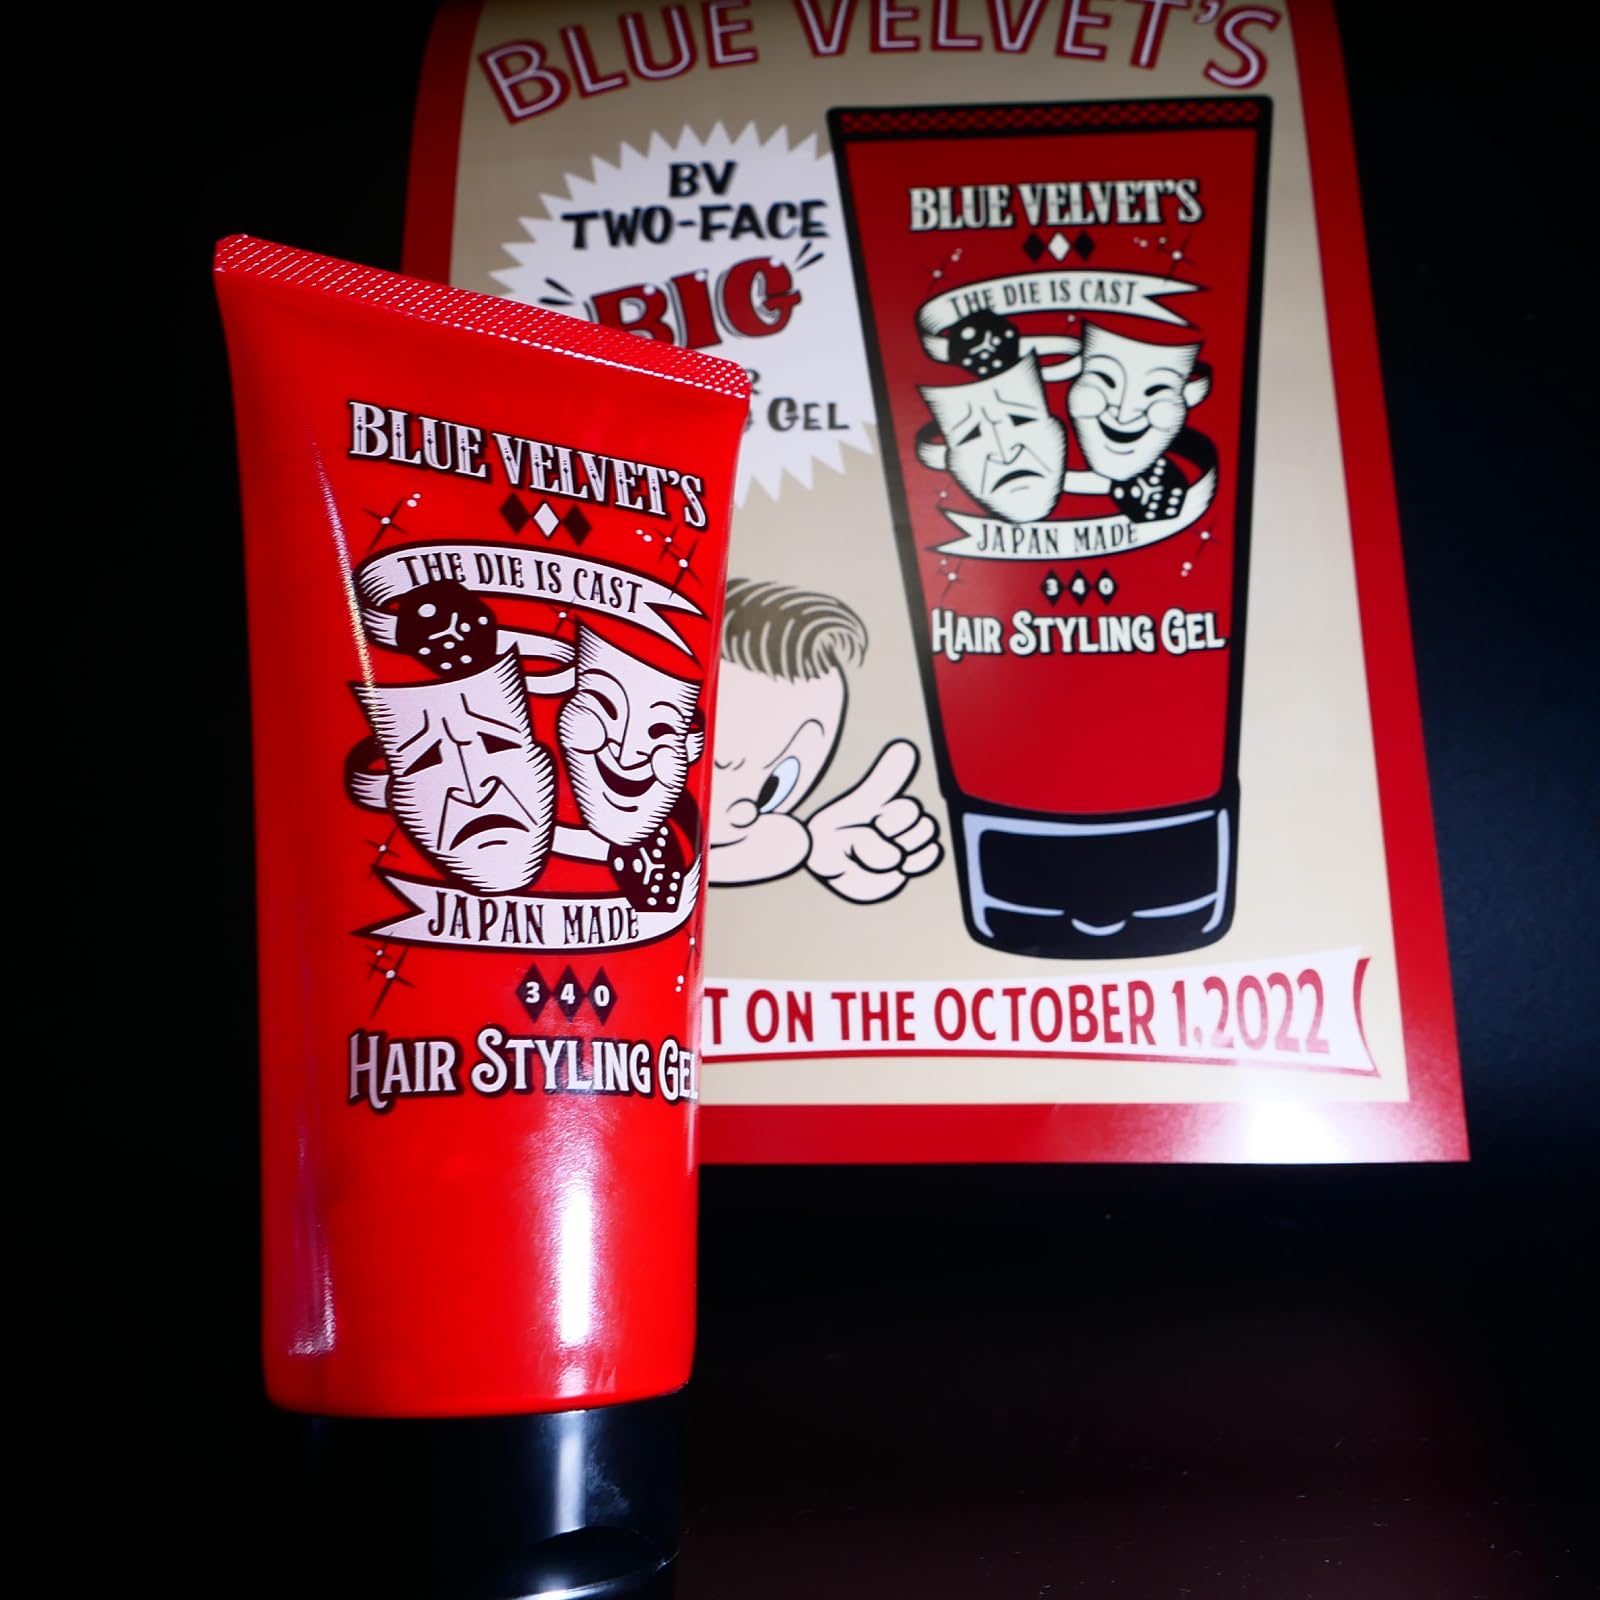 BLUE VELVET'S
BV
TWO-FACE
BIG
GEL
BLUE VELVET'S
THE DIE IS CAST
JAPAN MADE
340
HAIR STYLING GEL
ON THE OCTOBER 1,2022
BLUE VELVET'S
THE DIE IS CAST
JAPAN MADE
340
HAIR STYLING GEL